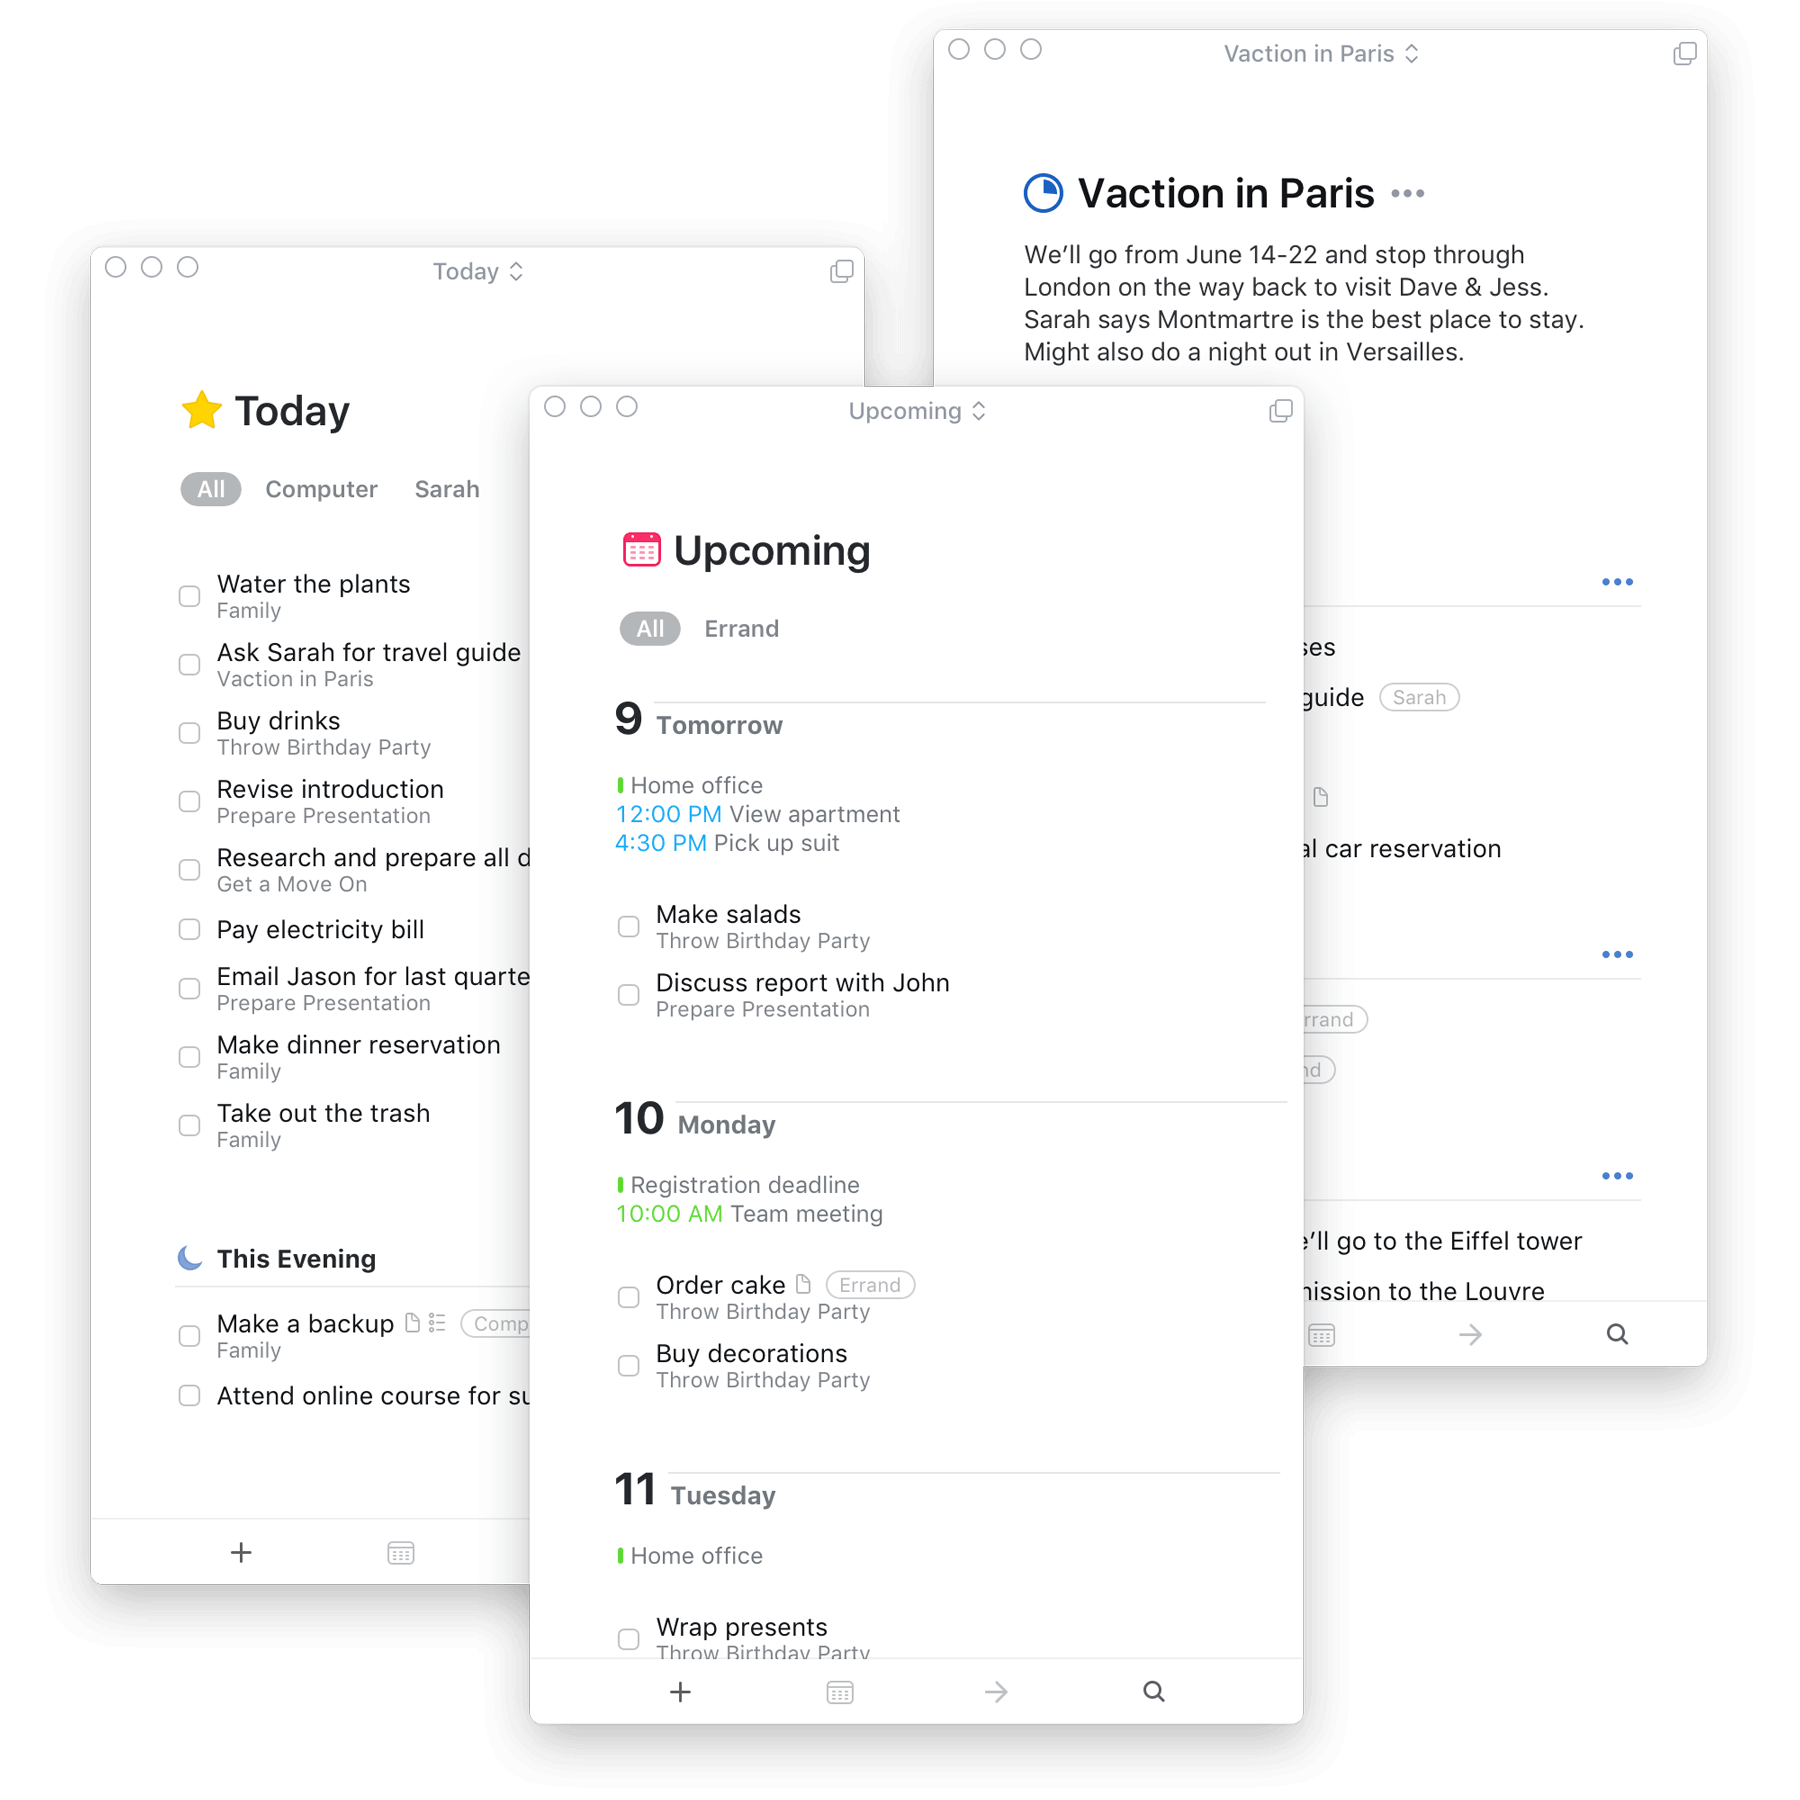 Vaction in Paris
Vaction in Paris
We’ll go from June 14-22 and stop through
London on the way back to visit Dave & Jess.
Sarah says Montmartre is the best place to stay.
Might also do a night out in Versailles.
guide Sarah
car reservation
go to the Eiffel tower
to the Louvre
Today
Today
All Computer Sarah
Water the plants
Family
Ask Sarah for travel guide
Vaction in Paris
Buy drinks
Throw Birthday Party
Revise introduction
Prepare Presentation
Research and prepare all
Get a Move On
Pay electricity bill
Email Jason for last
Prepare Presentation
Make dinner reservation
Family
Take out the trash
Family
This Evening
Make a backup
Family
Attend online course for
Upcoming
Upcoming
All Errand
9 Tomorrow
Home office
12:00 PM View apartment
4:30 PM Pick up suit
Make salads
Throw Birthday Party
Discuss report with John
Prepare Presentation
10 Monday
Registration deadline
10:00 AM Team meeting
Order cake Errand
Throw Birthday Party
Buy decorations
Throw Birthday Party
11 Tuesday
Home office
Wrap presents
Throw Birthday Party